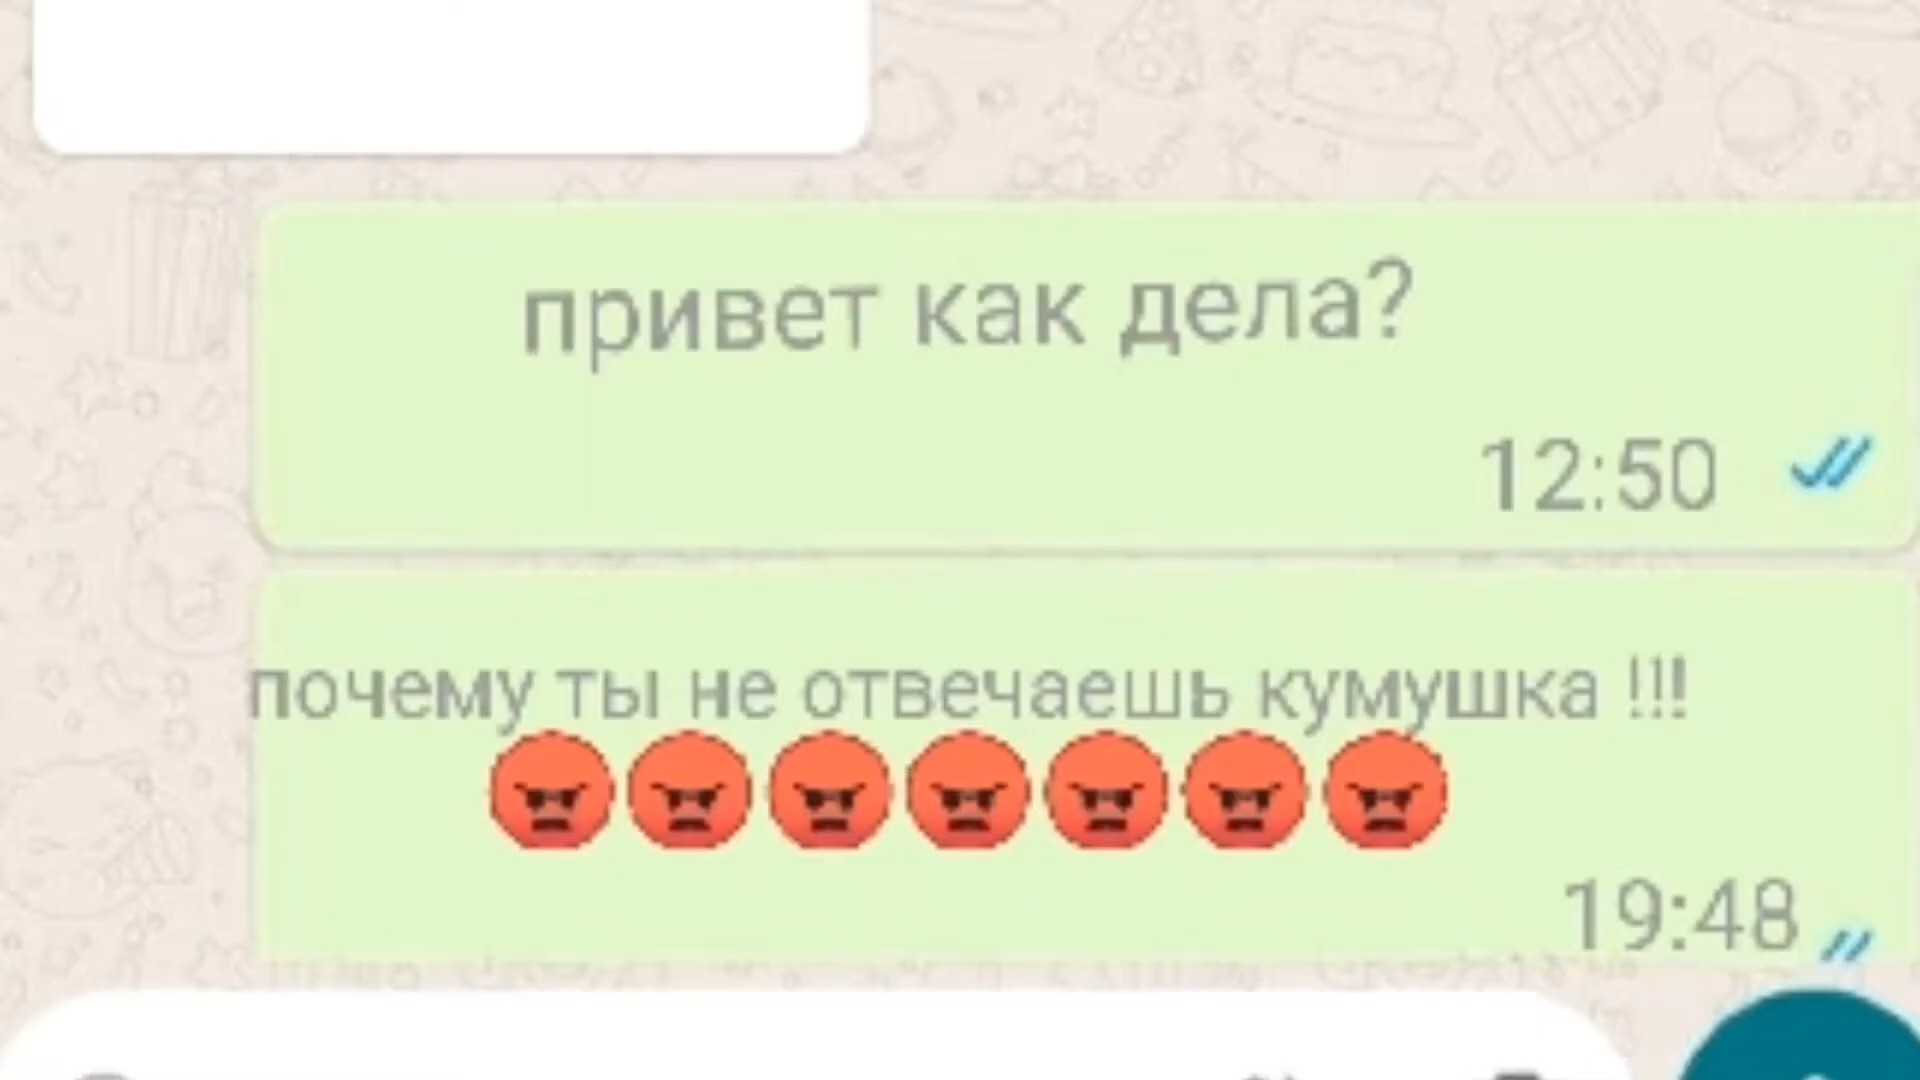 привет как дела?
12:50
почему ты не отвечаешь кумушка !!!
😡😡😡😡😡😡😡
19:48